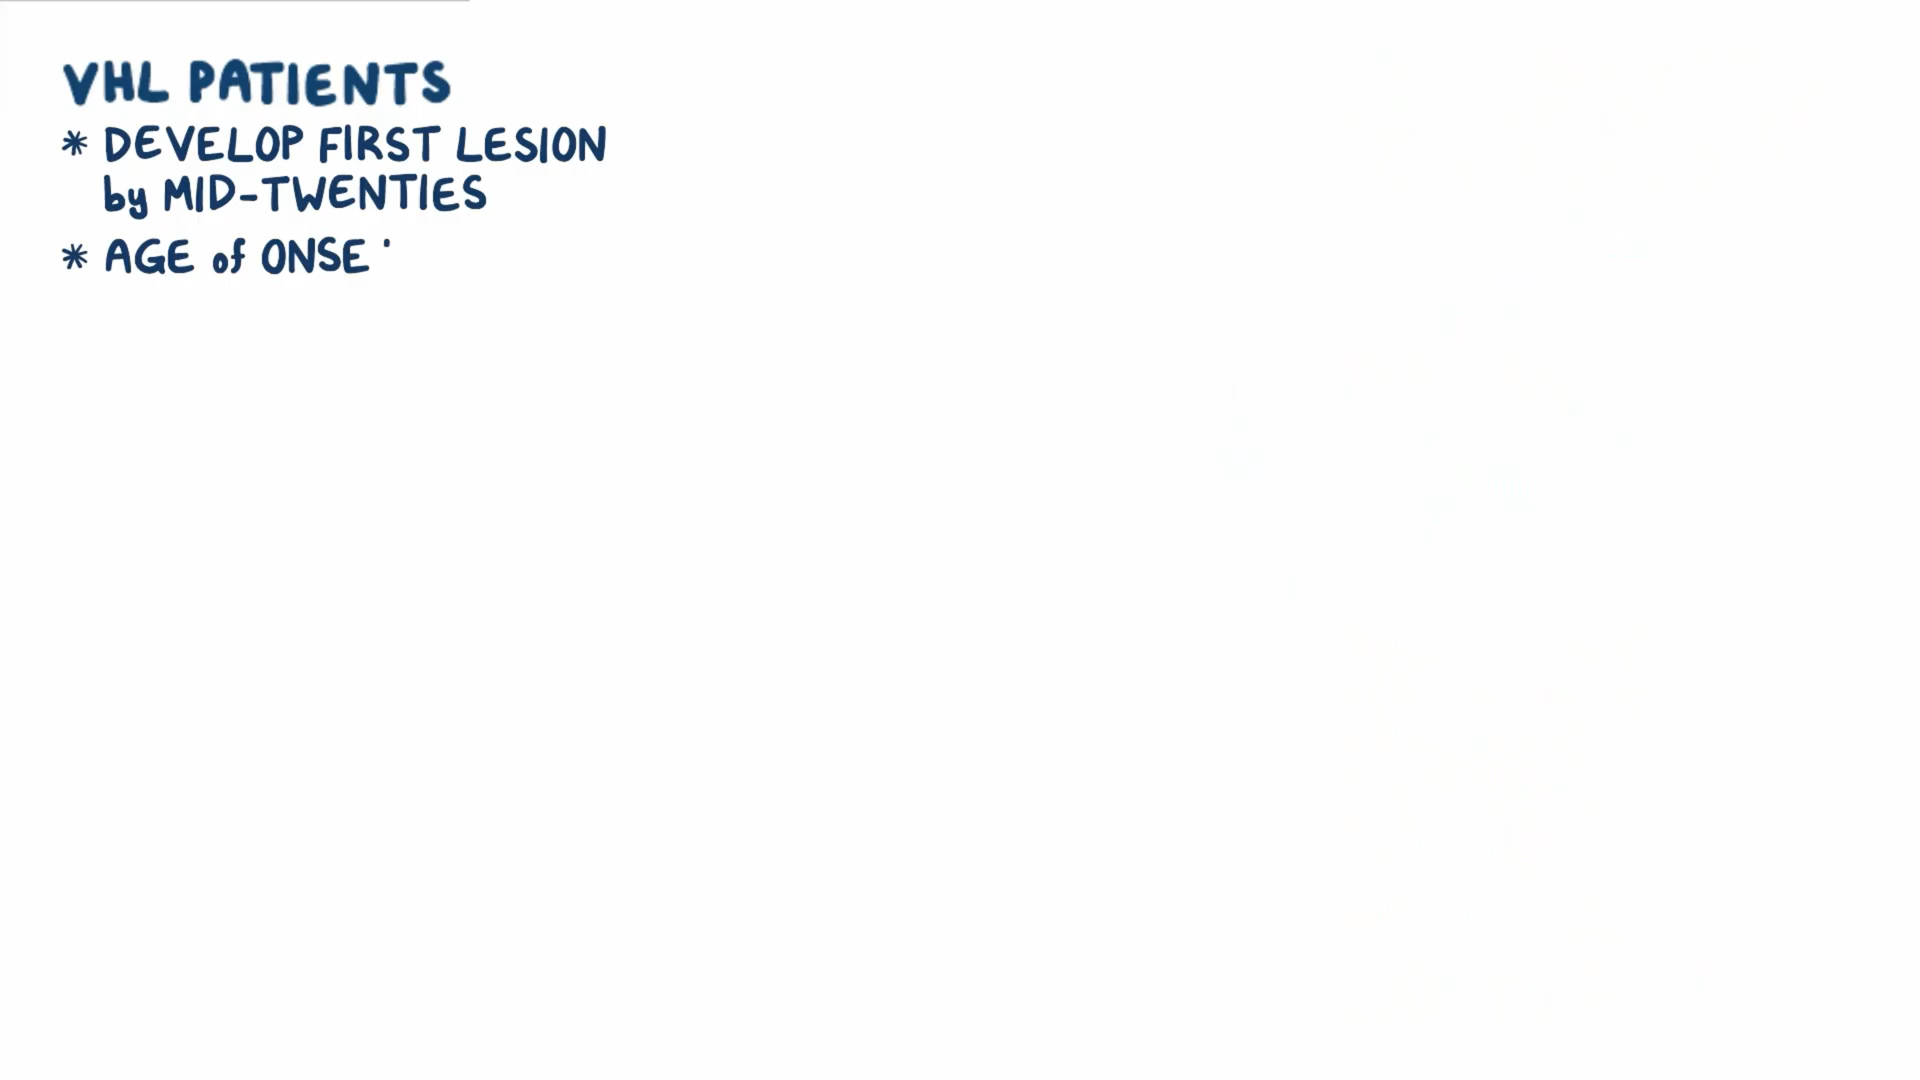 VHL PATIENTS
* DEVELOP FIRST LESION
by MID-TWENTIES
* AGE of ONSE '